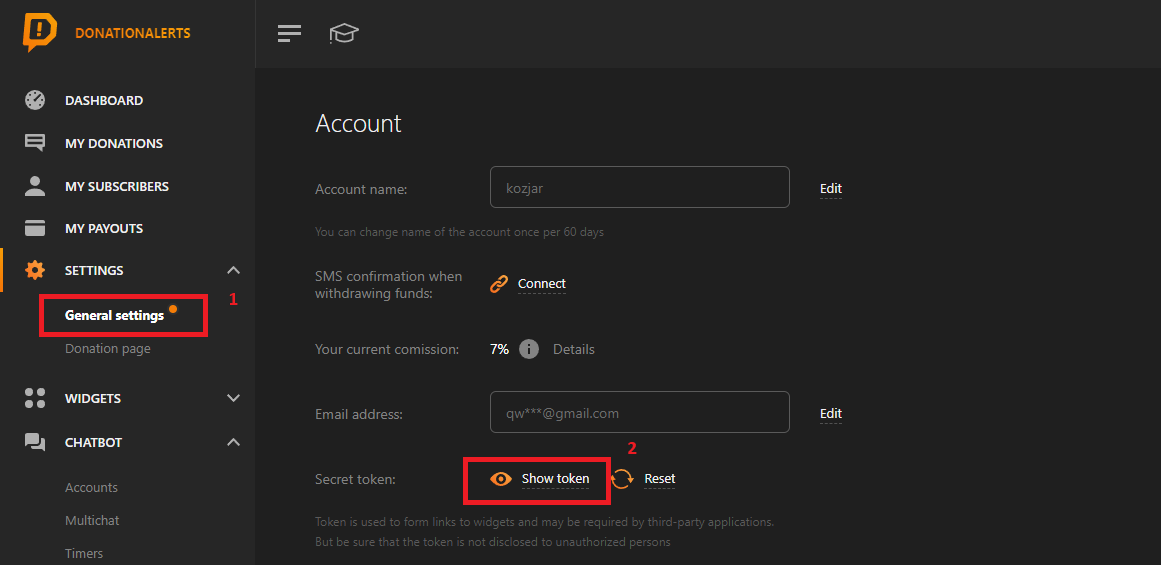 DONATIONALERTS
DASHBOARD
MY DONATIONS
MY SUBSCRIBERS
MY PAYOUTS
SETTINGS
General settings
1
Donation page
WIDGETS
CHATBOT
Accounts
Multichat
Timers
Account
Account name:
kozjar
Edit
You can change name of the account once per 60 days
SMS confirmation when
withdrawing funds:
Connect
Your current comission:
7%
Details
Email address:
qw***@gmail.com
Edit
2
Secret token:
Show token
Reset
Token is used to form links to widgets and may be required by third-party applications.
But be sure that the token is not disclosed to unauthorized persons